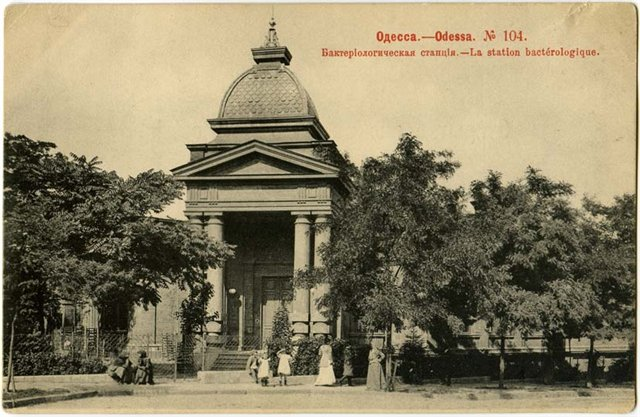 Одесса.—Odessa. № 104.
Бактеріологическая станція.—La station bactérologique.